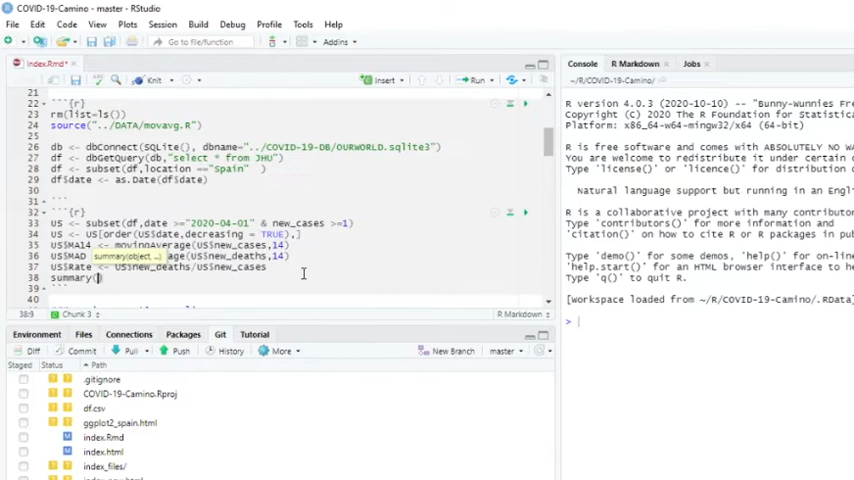 COVID-19-Camino - master - RStudio
File Edit Code View Plots Session Build Debug Profile Tools Help
Go to file/function Addins
index.Rmd*
Knit Insert Run
21
22 ```{r}
23 rm(list=ls())
24 source("../DATA/movavg.R")
25
26 db <- dbConnect(SQLite(), dbname="../COVID-19-DB/OURWORLD.sqlite3")
27 df <- dbGetQuery(db,"select * from JHU")
28 df <- subset(df,location =="Spain" )
29 df$date <- as.Date(df$date)
30
31 ```
32 ```{r}
33 US <- subset(df,date >="2020-04-01" & new_cases >=1)
34 US <- US[order(US$date,decreasing = TRUE),]
35 US$MA14 <- movingAverage(US$new_cases,14)
36 US$MAD age(US$new_deaths,14)
summary(object, ...)
37 US$Rate <- US$new_deaths/US$new_cases
38 summary()
39 ```
40
38:9 Chunk 3 R Markdown
Environment Files Connections Packages Git Tutorial
Diff Commit Pull Push History More New Branch master
Staged Status Path
.gitignore
COVID-19-Camino.Rproj
df.csv
ggplot2_spain.html
M index.Rmd
M index.html
index_files/
Console R Markdown Jobs
~/R/COVID-19-Camino/
R version 4.0.3 (2020-10-10) -- "Bunny-Wunnies Fre
Copyright (C) 2020 The R Foundation for Statistica
Platform: x86_64-w64-mingw32/x64 (64-bit)
R is free software and comes with ABSOLUTELY NO WA
You are welcome to redistribute it under certain c
Type 'license()' or 'licence()' for distribution d
Natural language support but running in an Engl
R is a collaborative project with many contributor
Type 'contributors()' for more information and
'citation()' on how to cite R or R packages in pub
Type 'demo()' for some demos, 'help()' for on-line
'help.start()' for an HTML browser interface to he
Type 'q()' to quit R.
[workspace loaded from ~/R/COVID-19-Camino/.RData]
>